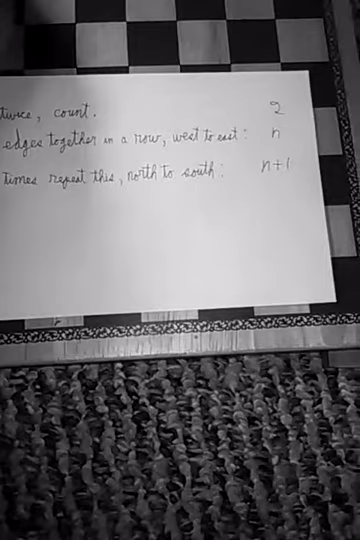 twice, count. 2
edges together in a row, west to east: n
times repeat this, north to south: n+1